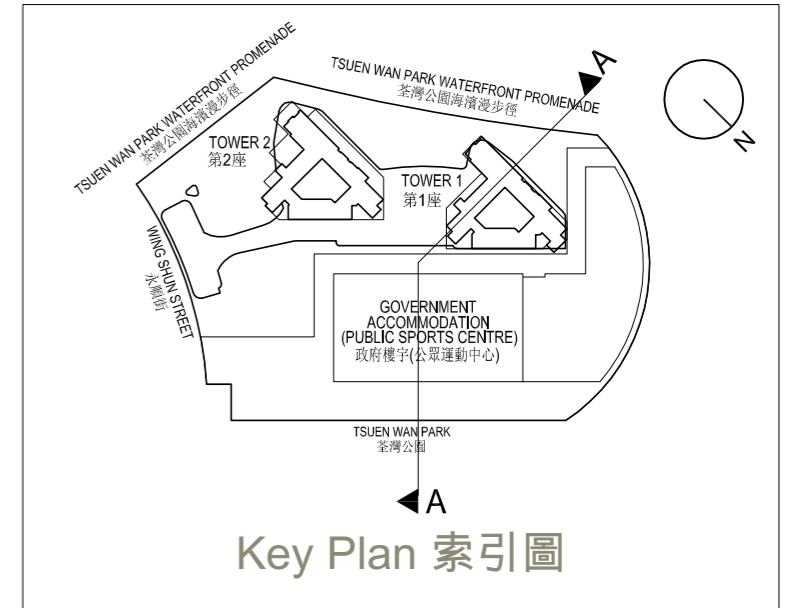 TSUEN WAN PARK WATERFRONT PROMENADE
荃灣公園海濱漫步徑
TSUEN WAN PARK WATERFRONT PROMENADE
荃灣公園海濱漫步徑
A
N
TOWER 2
第2座
TOWER 1
第1座
WING SHUN STREET
永順街
GOVERNMENT
ACCOMMODATION
(PUBLIC SPORTS CENTRE)
政府樓宇(公眾運動中心)
TSUEN WAN PARK
荃灣公園
A
Key Plan 索引圖